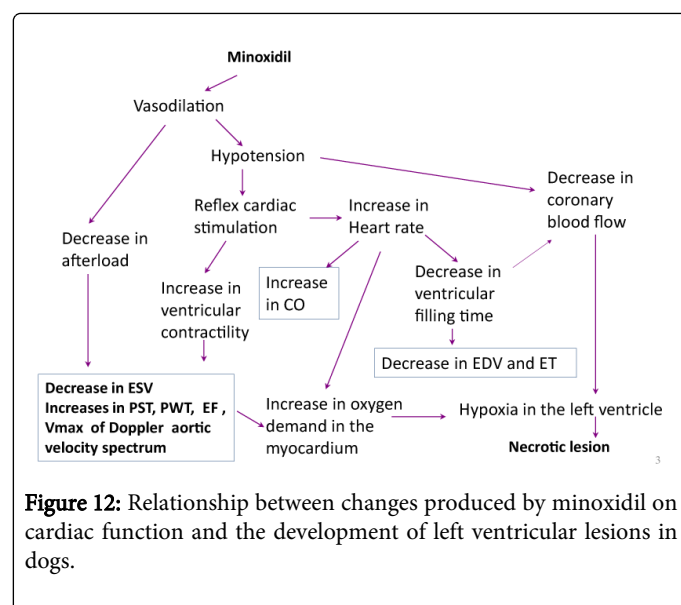 Minoxidil
Vasodilation
Hypotension
Decrease in
coronary
blood flow
Reflex cardiac
stimulation
Increase in
Heart rate
Decrease in
afterload
Increase in
ventricular
contractility
Increase
in CO
Decrease in
ventricular
filling time
Decrease in EDV and ET
Decrease in ESV
Increases in PST, PWT, EF ,
Vmax of Doppler aortic
velocity spectrum
Increase in oxygen
demand in the
myocardium
Hypoxia in the left ventricle
Necrotic lesion
3
Figure 12: Relationship between changes produced by minoxidil on
cardiac function and the development of left ventricular lesions in
dogs.